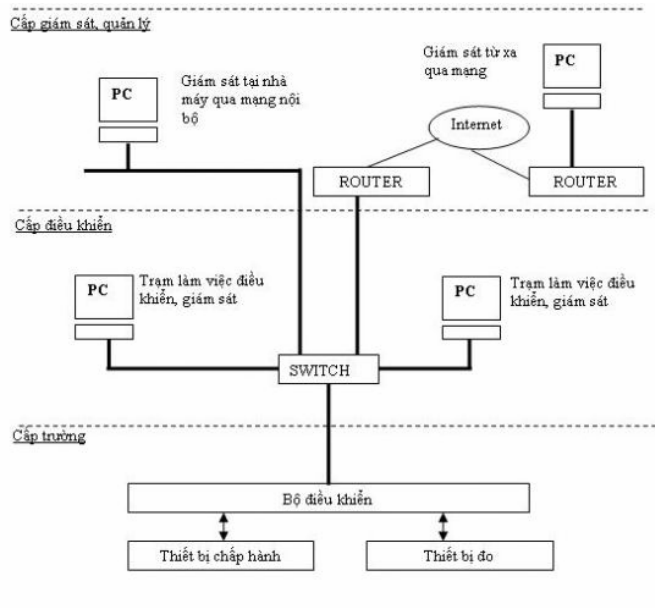 Cấp giám sát, quản lý
PC
Giám sát tại nhà
máy qua mạng nội
bộ
Giám sát từ xa
qua mạng
PC
Internet
ROUTER
ROUTER
Cấp điều khiển
PC
Trạm làm việc điều
khiển, giám sát
PC
Trạm làm việc điều
khiển, giám sát
SWITCH
Cấp trường
Bộ điều khiển
Thiết bị chấp hành
Thiết bị đo